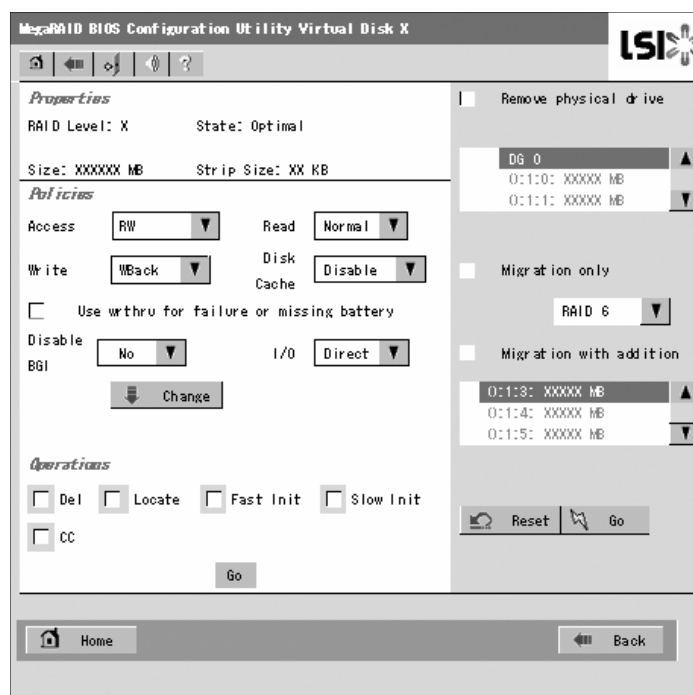 MegaRAID BIOS Configuration Utility Virtual Disk X
LSI
Properties
RAID Level: X State: Optimal
Size: XXXXXX MB Strip Size: XX KB
Policies
Access RW Read Normal
Write WBack Disk Cache Disable
Use wrthru for failure or missing battery
Disable BGI No I/O Direct
Change
Operations
Del Locate Fast Init Slow Init
CC
Go
Remove physical drive
DG 0
0:1:0: XXXXX MB
0:1:1: XXXXX MB
Migration only
RAID 6
Migration with addition
0:1:3: XXXXX MB
0:1:4: XXXXX MB
0:1:5: XXXXX MB
Reset Go
Home Back